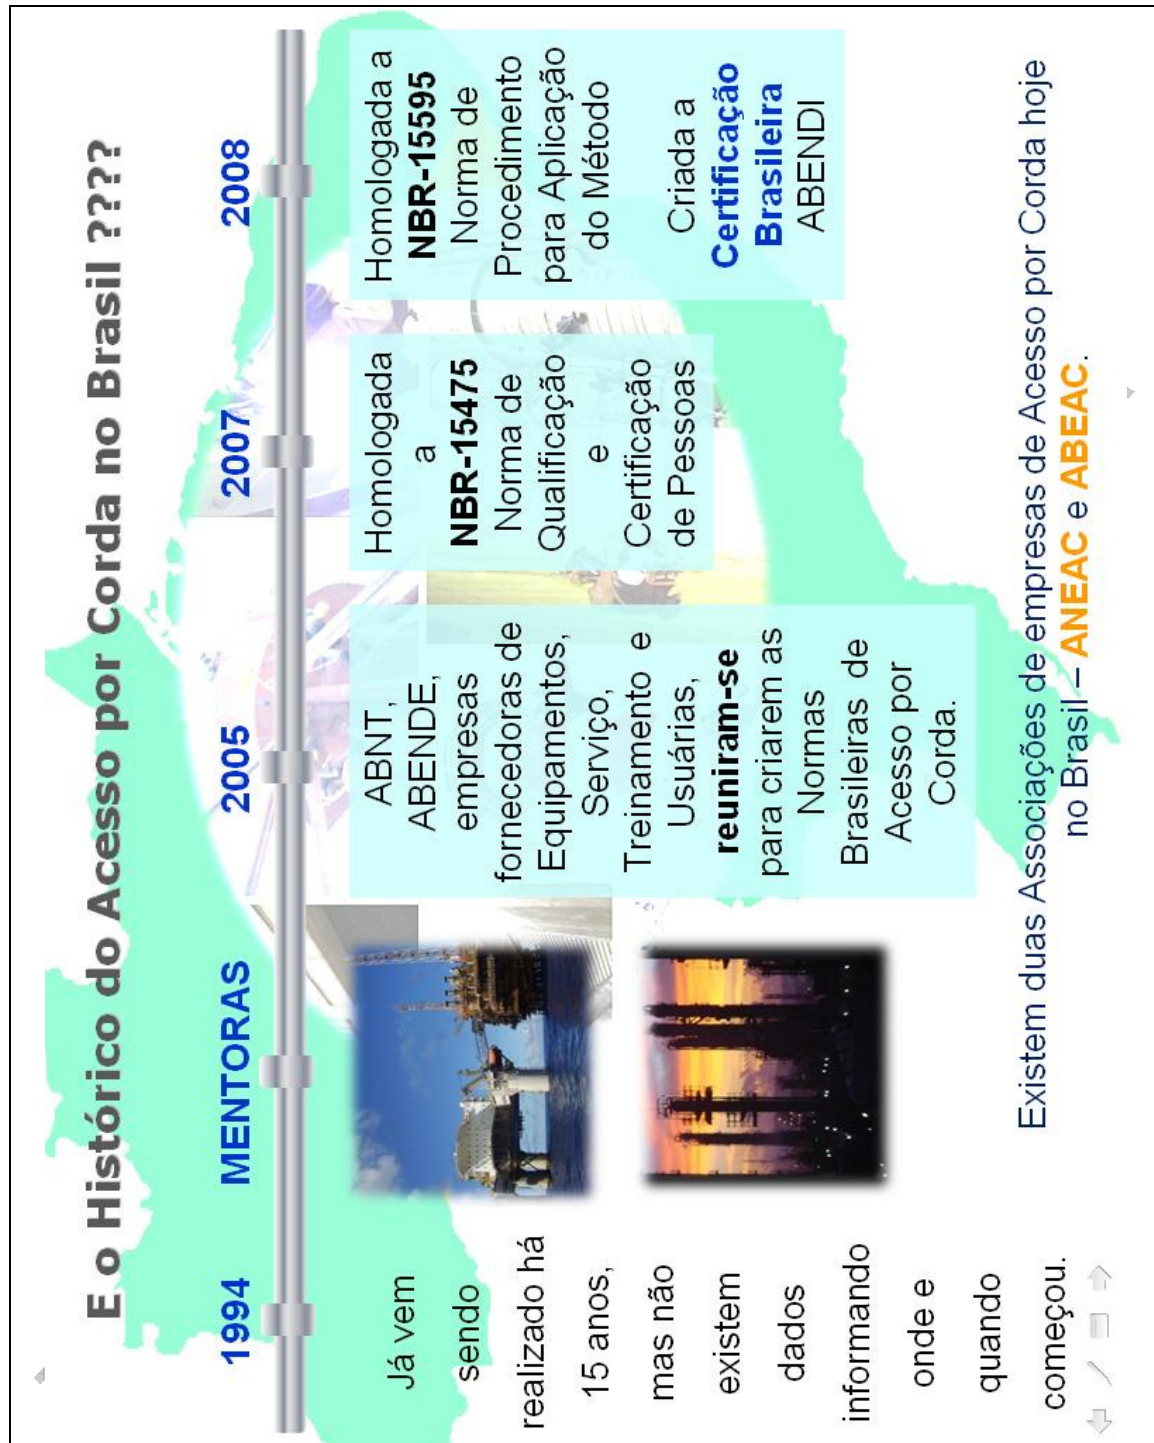 E o Histórico do Acesso por Corda no Brasil ????
1994
MENTORAS
2005
2007
2008
Já vem
sendo
realizado há
15 anos,
mas não
existem
dados
informando
onde e
quando
começou.
ABNT,
ABENDE,
empresas
fornecedoras de
Equipamentos,
Serviço,
Treinamento e
Usuárias,
reuniram-se
para criarem as
Normas
Brasileiras de
Acesso por
Corda.
Homologada
a
NBR-15475
Norma de
Qualificação
e
Certificação
de Pessoas
Homologada a
NBR-15595
Norma de
Procedimento
para Aplicação
do Método
Criada a
Certificação
Brasileira
ABENDI
Existem duas Associações de empresas de Acesso por Corda hoje
no Brasil – ANEAC e ABEAC.